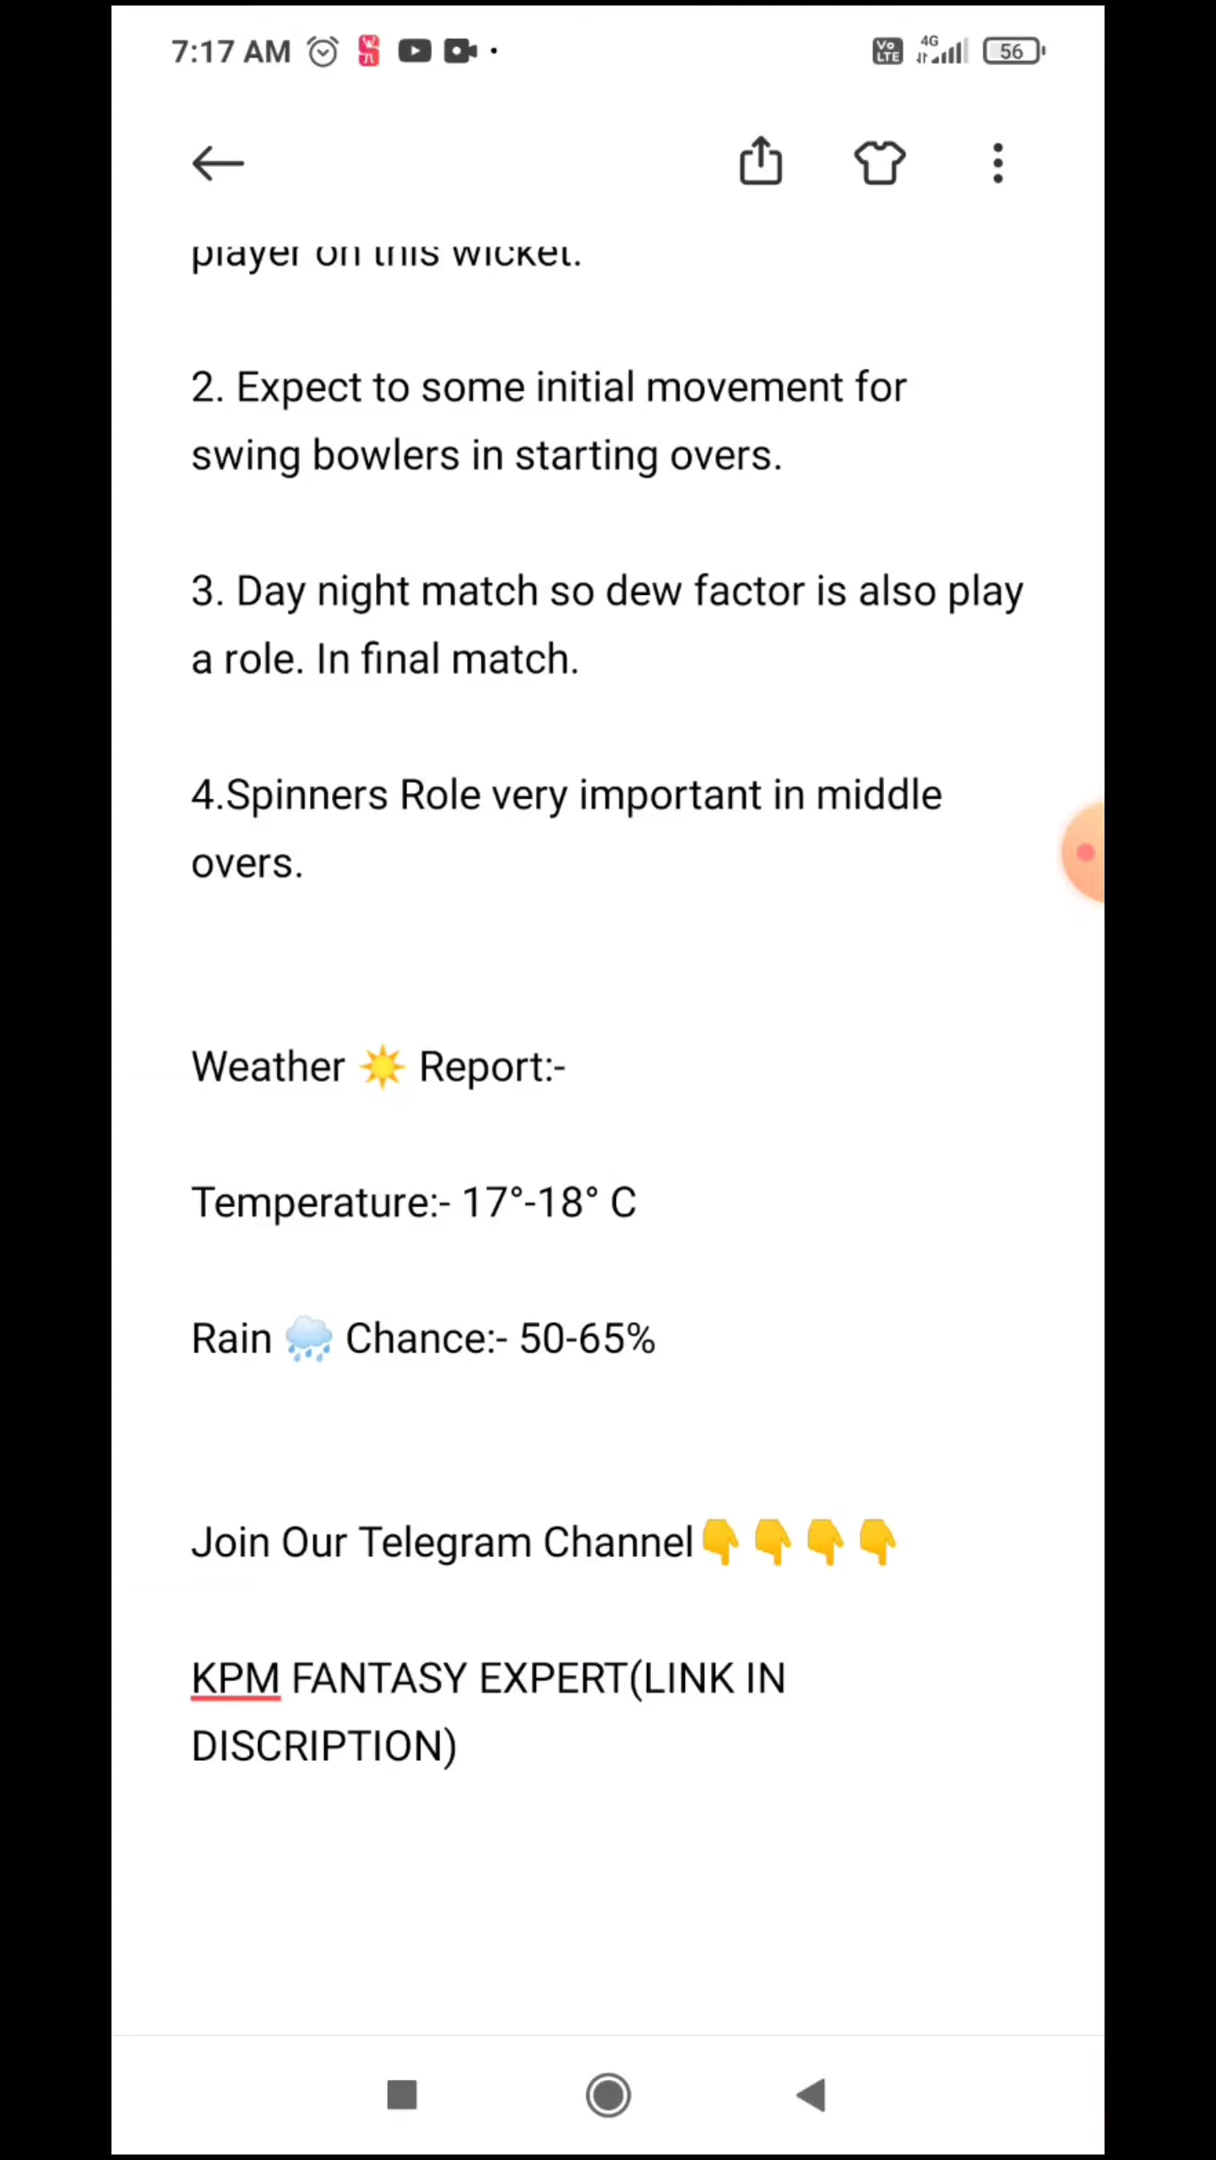 7:17 AM
Vo LTE 4G 56
player on this wicket.
2. Expect to some initial movement for
swing bowlers in starting overs.
3. Day night match so dew factor is also play
a role. In final match.
4.Spinners Role very important in middle
overs.
Weather ☀️ Report:-
Temperature:- 17°-18° C
Rain 🌧️ Chance:- 50-65%
Join Our Telegram Channel👇👇👇👇
KPM FANTASY EXPERT(LINK IN
DISCRIPTION)